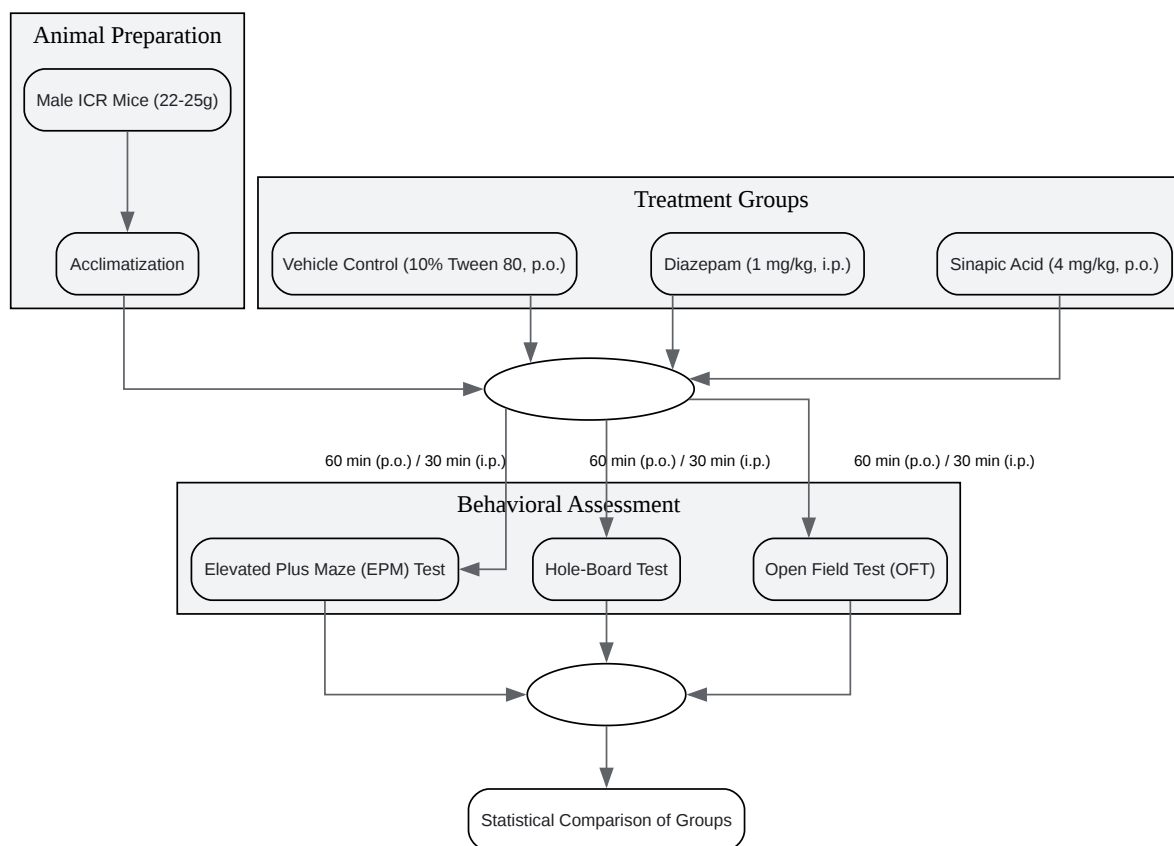 Animal Preparation
Male ICR Mice (22-25g)
Acclimatization
Treatment Groups
Vehicle Control (10% Tween 80, p.o.)
Diazepam (1 mg/kg, i.p.)
Sinapic Acid (4 mg/kg, p.o.)
60 min (p.o.) / 30 min (i.p.)
60 min (p.o.) / 30 min (i.p.)
60 min (p.o.) / 30 min (i.p.)
Behavioral Assessment
Elevated Plus Maze (EPM) Test
Hole-Board Test
Open Field Test (OFT)
Statistical Comparison of Groups